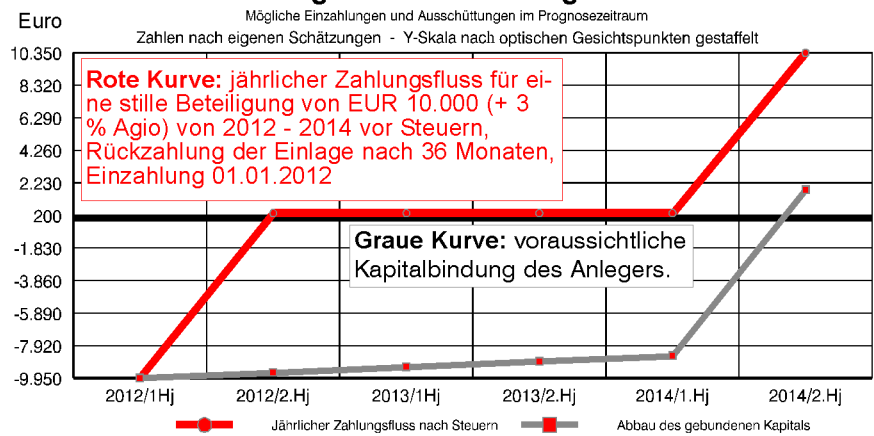 Euro
Mögliche Einzahlungen und Ausschüttungen im Prognosezeitraum
Zahlen nach eigenen Schätzungen - Y-Skala nach optischen Gesichtspunkten gestaffelt
10.350
8.320
6.290
4.260
2.230
200
-1.830
-3.860
-5.890
-7.920
-9.950
Rote Kurve: jährlicher Zahlungsfluss für ei-
ne stille Beteiligung von EUR 10.000 (+ 3
% Agio) von 2012 - 2014 vor Steuern,
Rückzahlung der Einlage nach 36 Monaten,
Einzahlung 01.01.2012
Graue Kurve: voraussichtliche
Kapitalbindung des Anlegers.
2012/1Hj 2012/2.Hj 2013/1Hj 2013/2.Hj 2014/1.Hj 2014/2.Hj
Jährlicher Zahlungsfluss nach Steuern Abbau des gebundenen Kapitals